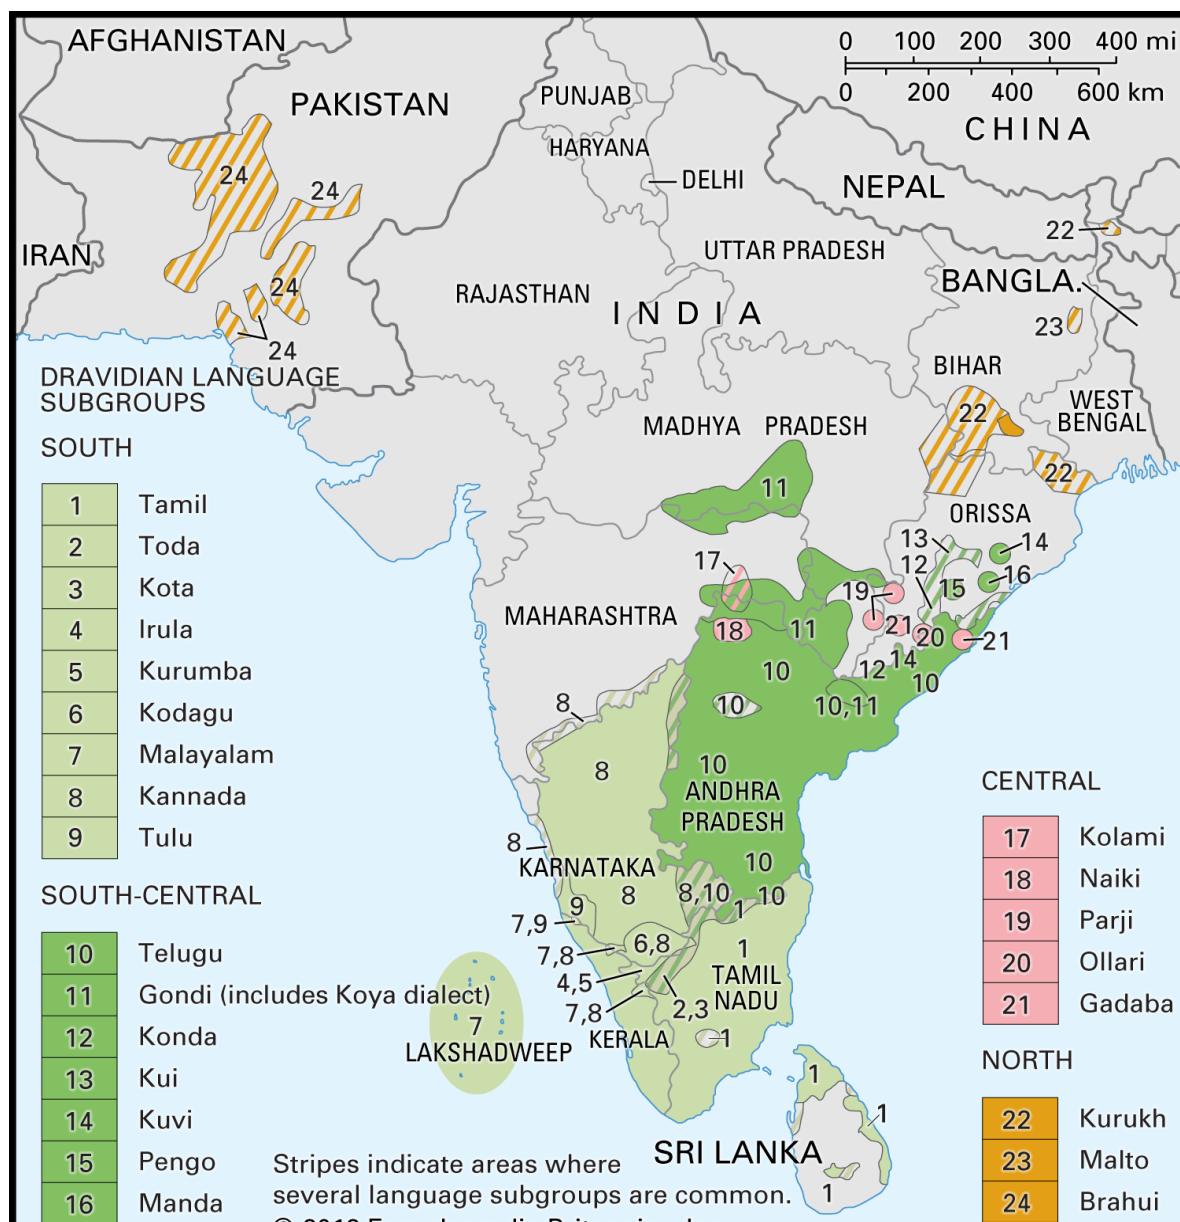 AFGHANISTAN
0 100 200 300 400 mi
0 200 400 600 km
PAKISTAN
PUNJAB
CHINA
HARYANA
DELHI
NEPAL
24
24
22
IRAN
UTTAR PRADESH
BANGLA.
24
RAJASTHAN
INDIA
23
24
BIHAR
DRAVIDIAN LANGUAGE
SUBGROUPS
WEST
BENGAL
22
MADHYA PRADESH
SOUTH
22
11
1 Tamil
2 Toda
3 Kota
4 Irula
5 Kurumba
6 Kodagu
7 Malayalam
8 Kannada
9 Tulu
ORISSA
13
14
17
12
16
19
15
MAHARASHTRA
18
11
21
20
21
10
12
14
10
8
10
10,11
8
10
ANDHRA
PRADESH
8
KARNATAKA
10
8
8,10
10
9
1
7,9
6,8
1
7,8
4,5
TAMIL
NADU
7,8
2,3
7
LAKSHADWEEP
KERALA
1
1
1
SRI LANKA
1
SOUTH-CENTRAL
10 Telugu
11 Gondi (includes Koya dialect)
12 Konda
13 Kui
14 Kuvi
15 Pengo
16 Manda
CENTRAL
17 Kolami
18 Naiki
19 Parji
20 Ollari
21 Gadaba
NORTH
22 Kurukh
23 Malto
24 Brahui
Stripes indicate areas where
several language subgroups are common.